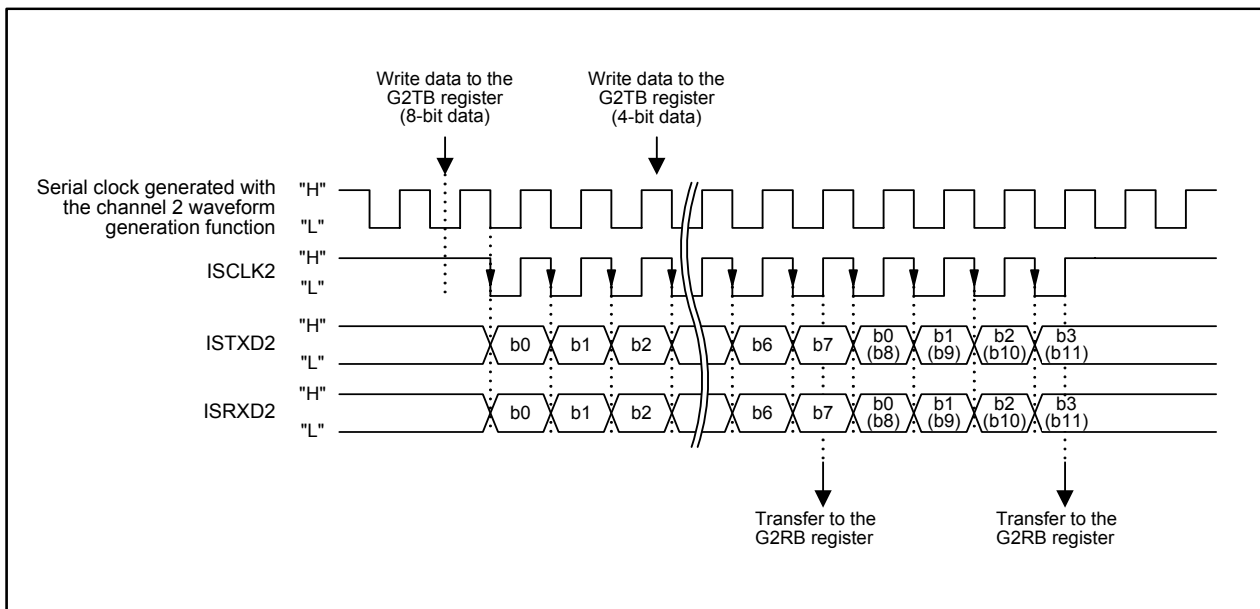 Write data to the
G2TB register
(8-bit data)
Write data to the
G2TB register
(4-bit data)
Serial clock generated with
the channel 2 waveform
generation function
"H"
"L"
ISCLK2
"H"
"L"
ISTXD2
"H"
"L"
b0 b1 b2 b6 b7 b0 b1 b2 b3
(b8) (b9) (b10) (b11)
ISRXD2
"H"
"L"
b0 b1 b2 b6 b7 b0 b1 b2 b3
(b8) (b9) (b10) (b11)
Transfer to the
G2RB register
Transfer to the
G2RB register